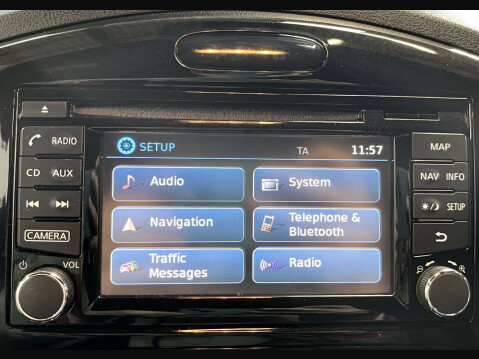 RADIO
CD AUX
CAMERA
VOL
SETUP TA 11:57
Audio
System
Navigation
Telephone &
Bluetooth
Traffic
Messages
Radio
MAP
NAV INFO
SETUP